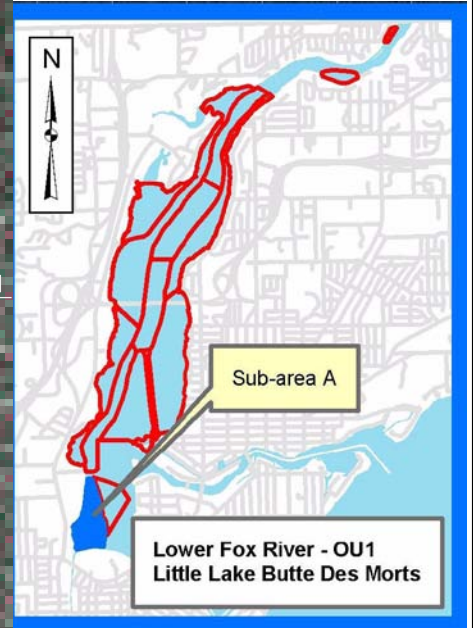 N
Sub-area A
Lower Fox River - OU1
Little Lake Butte Des Morts